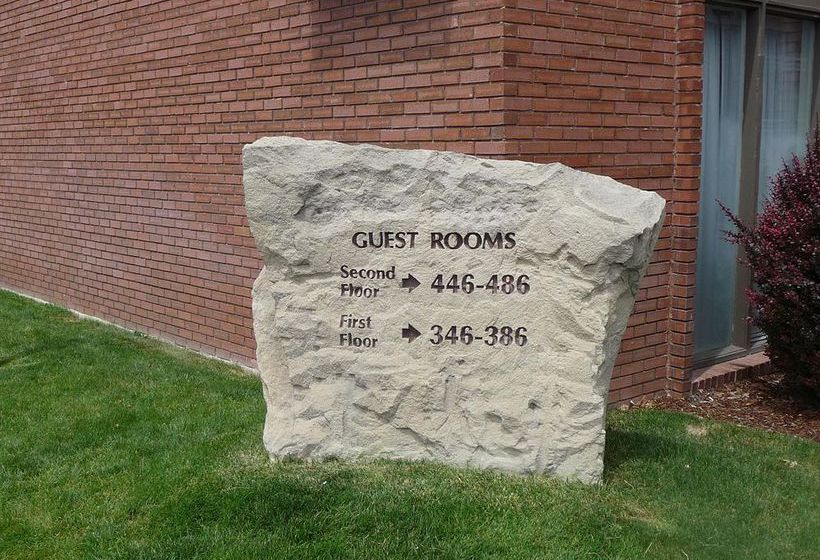 GUEST ROOMS
Second Floor ➡ 446-486
First Floor ➡ 346-386